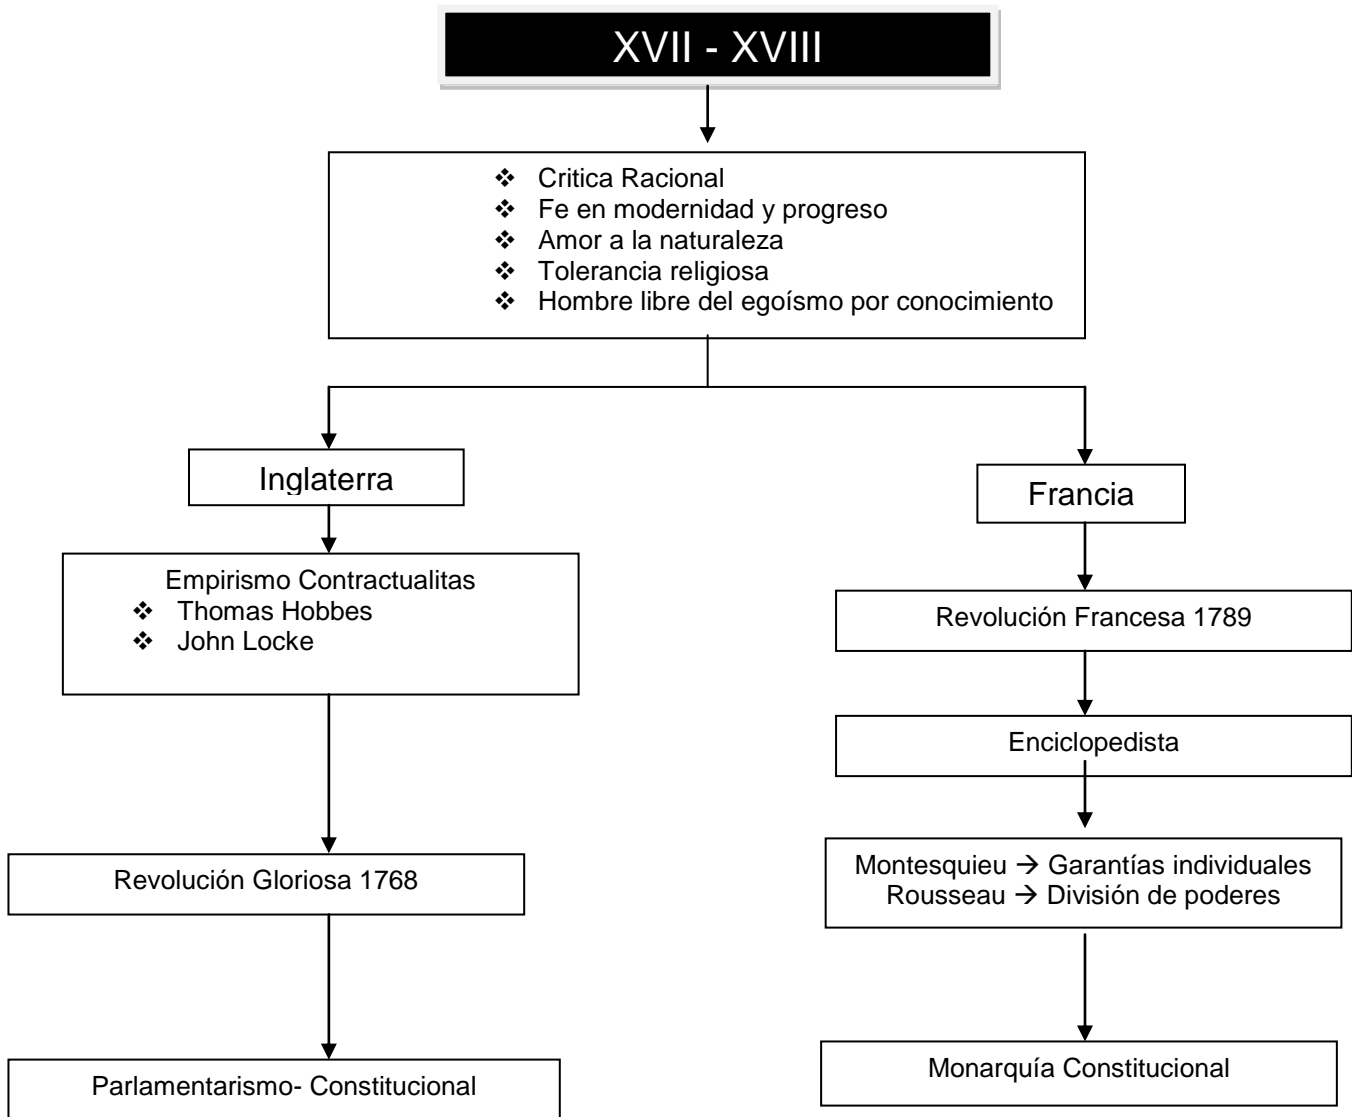 XVII - XVIII
❖ Critica Racional
❖ Fe en modernidad y progreso
❖ Amor a la naturaleza
❖ Tolerancia religiosa
❖ Hombre libre del egoísmo por conocimiento
Inglaterra
Empirismo Contractualitas
❖ Thomas Hobbes
❖ John Locke
Revolución Gloriosa 1768
Parlamentarismo- Constitucional
Francia
Revolución Francesa 1789
Enciclopedista
Montesquieu → Garantías individuales
Rousseau → División de poderes
Monarquía Constitucional